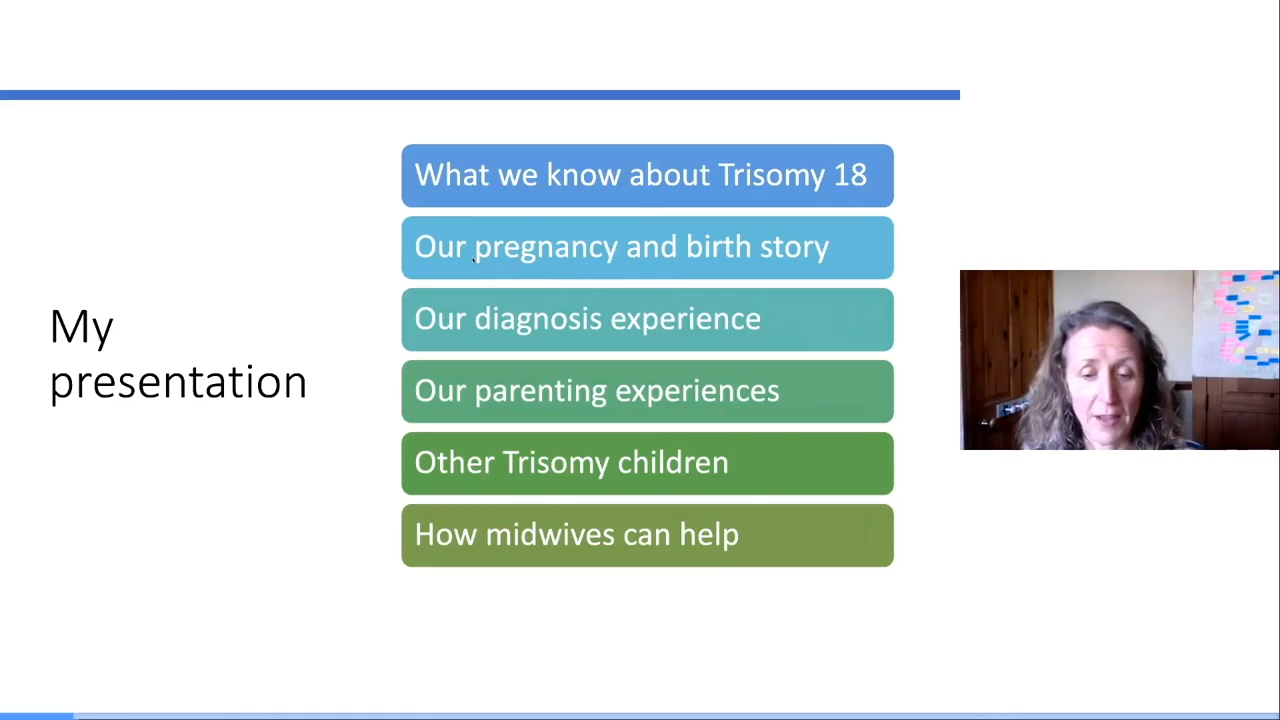 My
presentation
What we know about Trisomy 18
Our pregnancy and birth story
Our diagnosis experience
Our parenting experiences
Other Trisomy children
How midwives can help